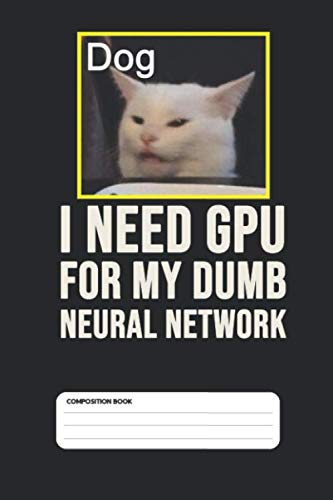 Dog
I NEED GPU
FOR MY DUMB
NEURAL NETWORK
COMPOSITION BOOK